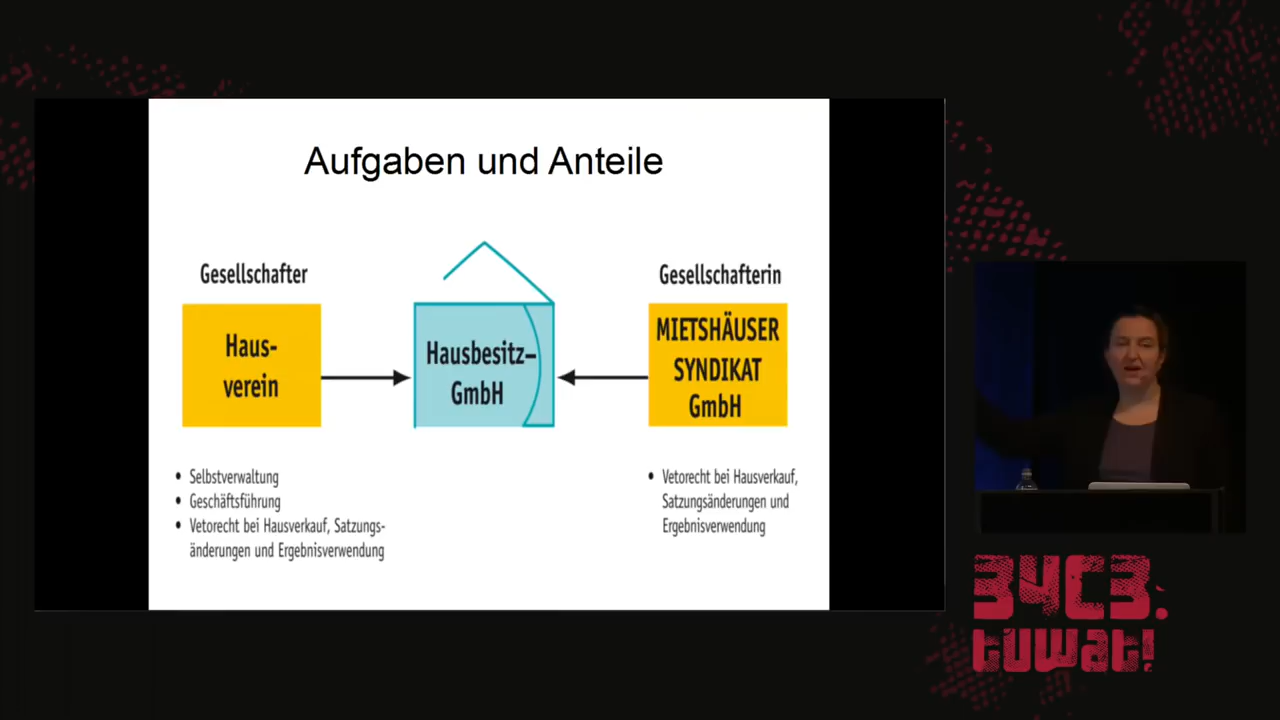 Aufgaben und Anteile
Gesellschafter
Haus-
verein
Hausbesitz-
GmbH
Gesellschafterin
MIETSHÄUSER
SYNDIKAT
GmbH
• Selbstverwaltung
• Geschäftsführung
• Vetorecht bei Hausverkauf, Satzungs-
änderungen und Ergebnisverwendung
• Vetorecht bei Hausverkauf,
Satzungsänderungen und
Ergebnisverwendung
34C3.
tuwat!